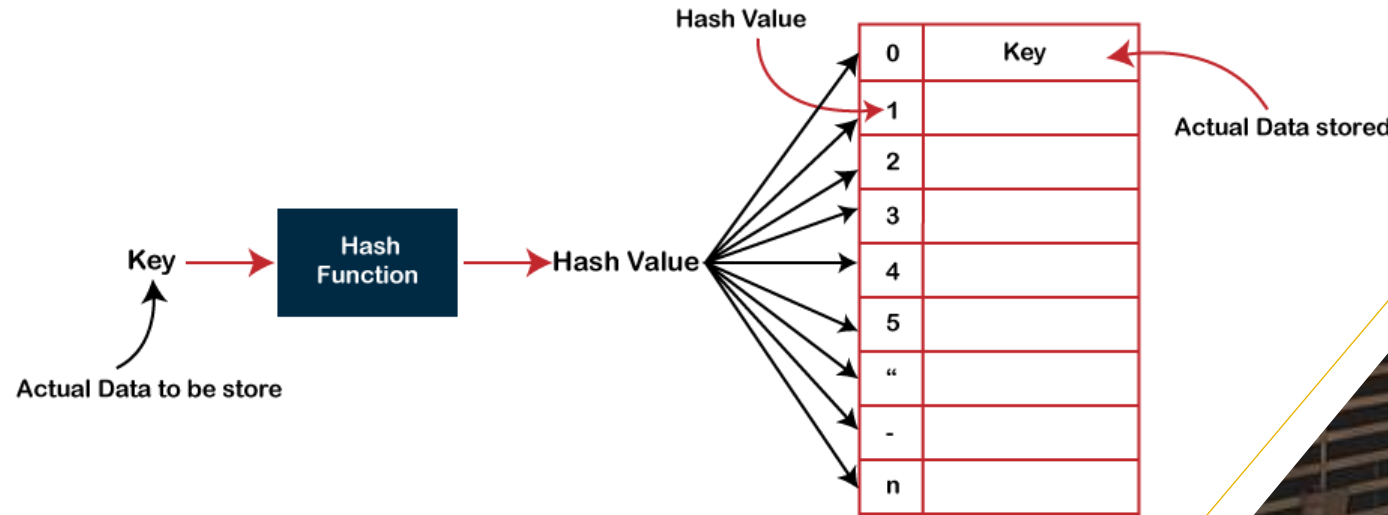 Hash Value
0 Key
1
Actual Data stored
2
3
Key
Hash
Function
Hash Value
4
5
Actual Data to be store
“
-
n